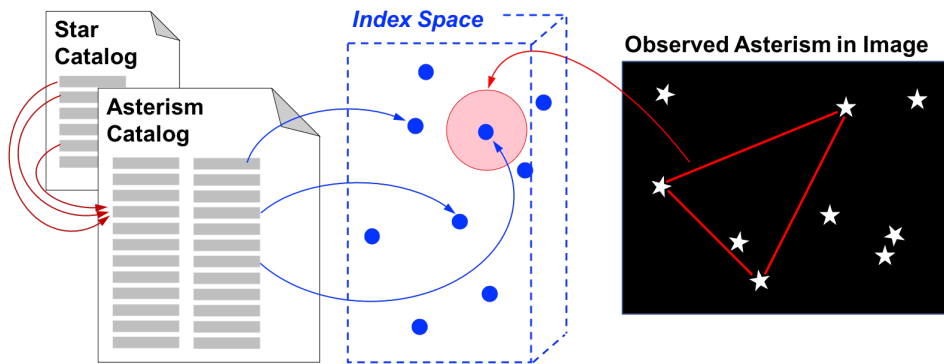 Star
Catalog
Asterism
Catalog
Index Space
Observed Asterism in Image